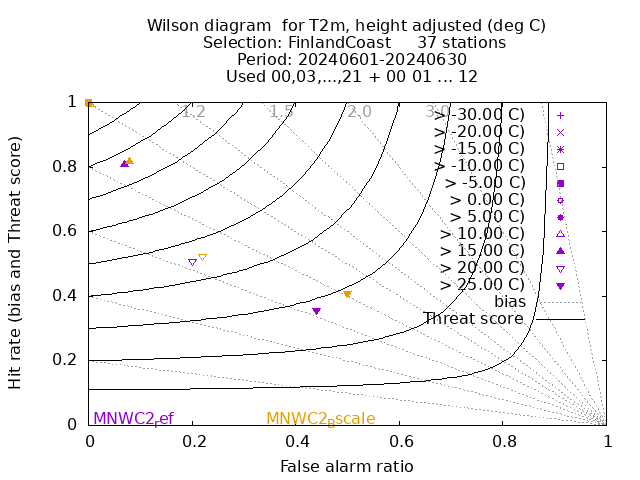 Wilson diagram for T2m, height adjusted (deg C)
Selection: FinlandCoast 37 stations
Period: 20240601-20240630
Used 00,03,...,21 + 00 01 ... 12
Hit rate (bias and Threat score)
1
0.8
0.6
0.4
0.2
0
1.2 1.5 2.0 3.0
> -30.00 C)
> -20.00 C)
> -15.00 C)
> -10.00 C)
> -5.00 C)
> 0.00 C)
> 5.00 C)
> 10.00 C)
> 15.00 C)
> 20.00 C)
> 25.00 C)
bias
Threat score
MNWC2ref MNWC2Bscale
0 0.2 0.4 0.6 0.8 1
False alarm ratio